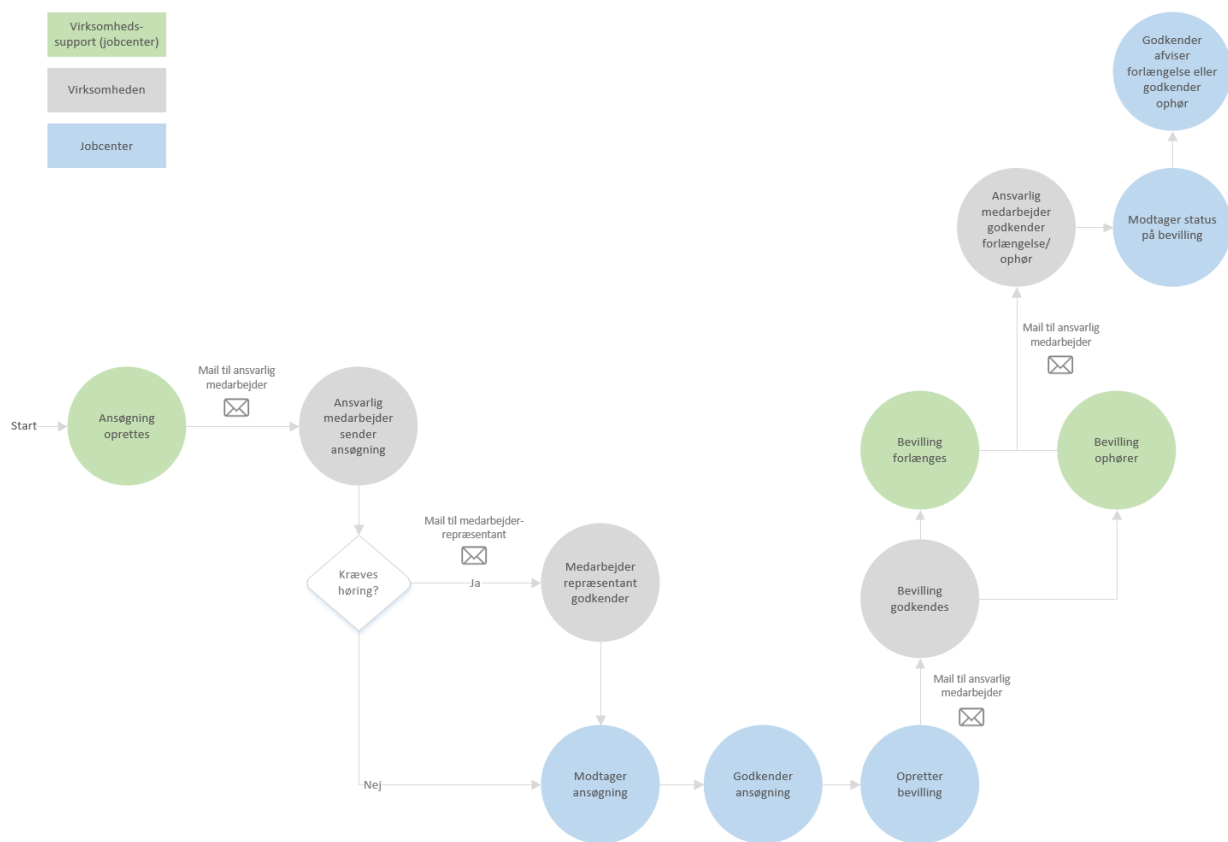 Virksomheds-
support (jobcenter)
Virksomheden
Jobcenter
Godkender
afviser
forlængelse eller
godkender
ophør
Ansvarlig
medarbejder
godkender
forlængelse/
ophør
Modtager status
på bevilling
Mail til ansvarlig
medarbejder
Mail til ansvarlig
medarbejder
Start
Ansøgning
oprettes
Ansvarlig
medarbejder
sender
ansøgning
Bevilling
forlænges
Bevilling
ophører
Mail til medarbejder-
repræsentant
Kræves
høring?
Ja
Medarbejder
repræsentant
godkender
Bevilling
godkendes
Mail til ansvarlig
medarbejder
Nej
Modtager
ansøgning
Godkender
ansøgning
Opretter
bevilling